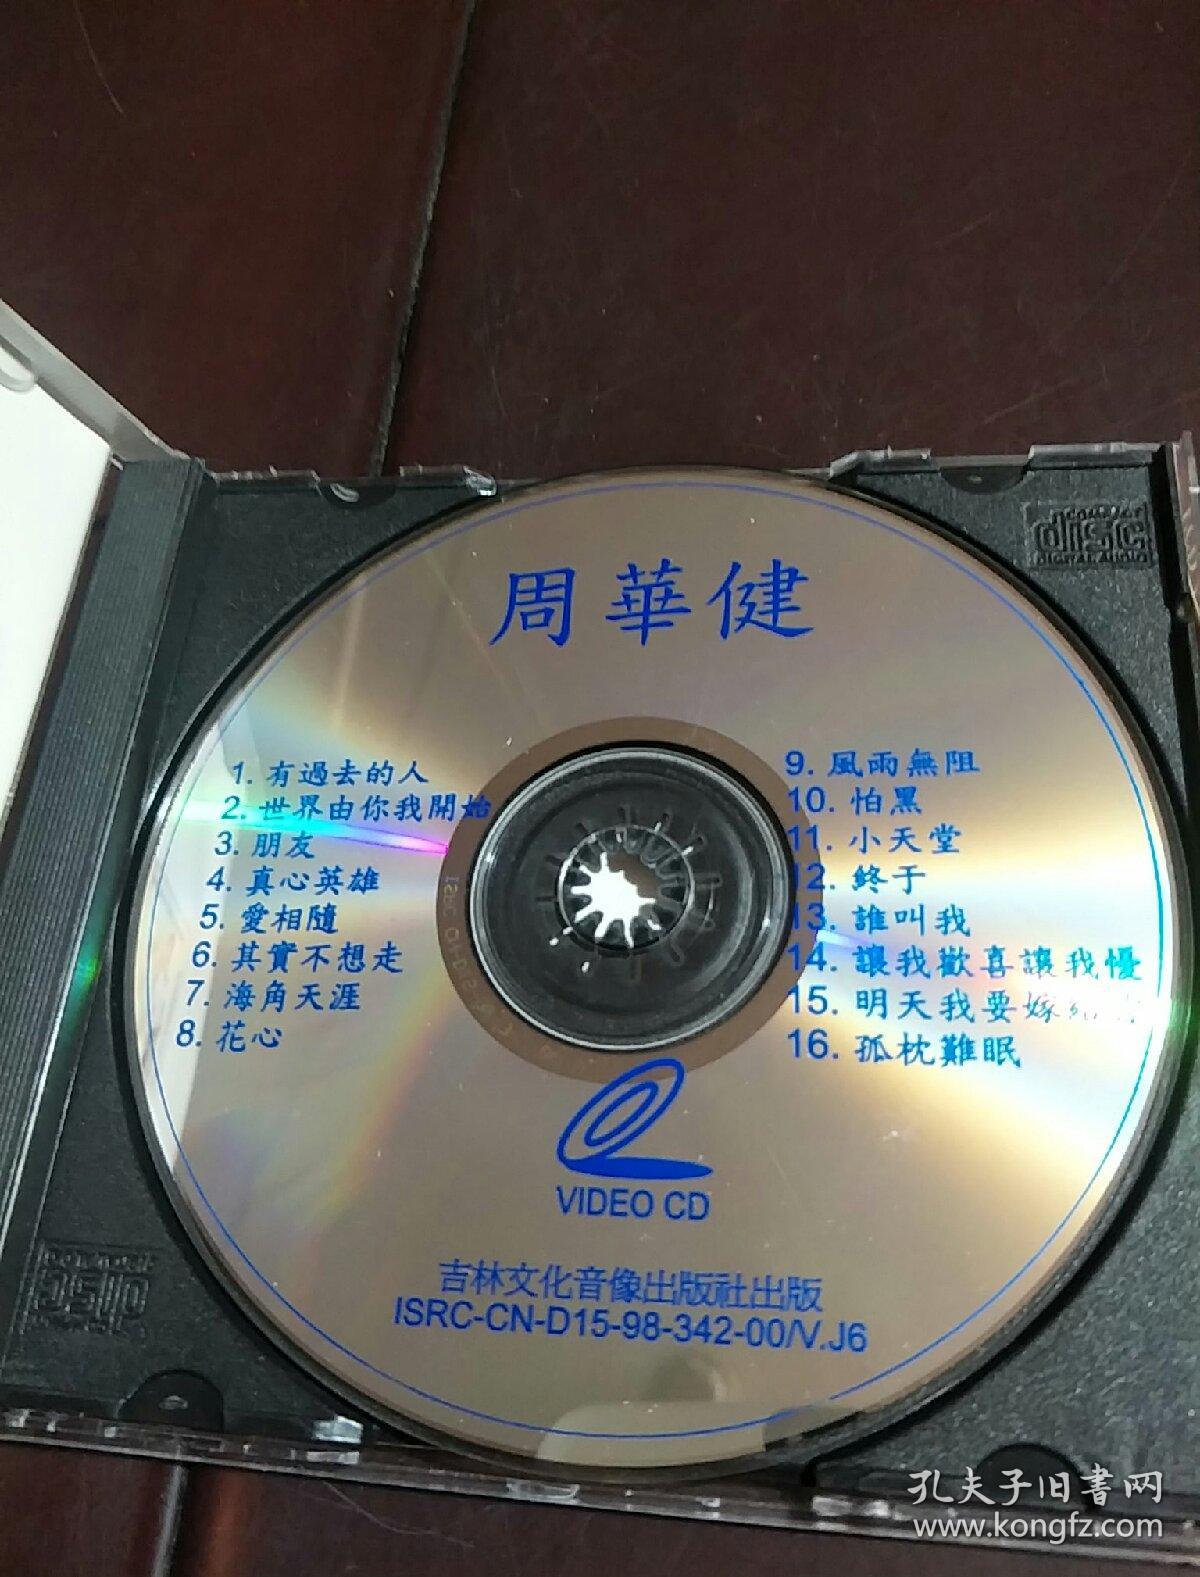 周華健
1. 有過去的人
2. 世界由你我開始
3. 朋友
4. 真心英雄
5. 愛相隨
6. 其實不想走
7. 海角天涯
8. 花心
9. 風雨無阻
10. 怕黑
11. 小天堂
12. 終于
13. 誰叫我
14. 讓我歡喜讓我憂
15. 明天我要嫁給
16. 孤枕難眠
VIDEO CD
吉林文化音像出版社出版
ISRC-CN-D15-98-342-00/V.J6
COMPACT
disc
DIGITAL AUDIO
孔夫子旧书网
www.kongfz.com